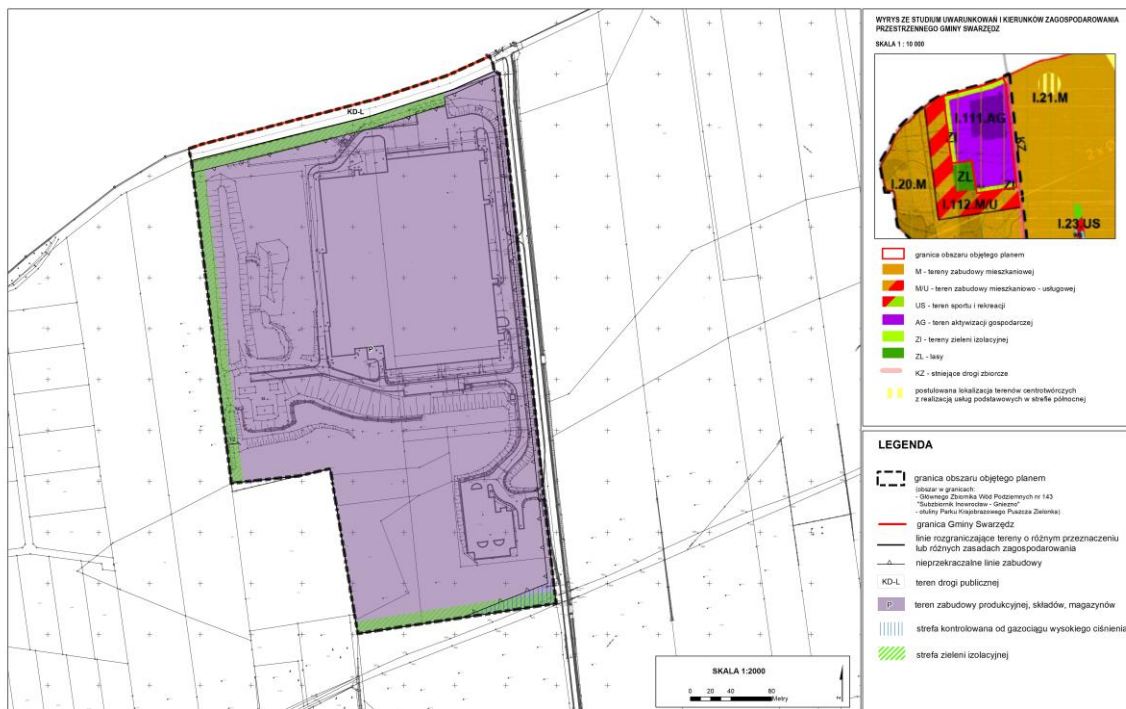 KD-L
P
SKALA 1:2000
0 10 20 40 80
Metry
WYRYS ZE STUDIUM UWARUNKOWAŃ I KIERUNKÓW ZAGOSPODAROWANIA
PRZESTRZENNEGO GMINY SWARZĘDZ
SKALA 1 : 10 000
I.21.M
I.111.AG
ZI
KZ
ZL
I.20.M
ZI
I.112.M/U
I.23.US
granica obszaru objętego planem
M - tereny zabudowy mieszkaniowej
M/U - teren zabudowy mieszkaniowo - usługowej
US - teren sportu i rekreacji
AG - teren aktywizacji gospodarczej
ZI - tereny zieleni izolacyjnej
ZL - lasy
KZ - stniejące drogi zbiorcze
postulowana lokalizacja terenów centrotwórczych
z realizacją usług podstawowych w strefie północnej
LEGENDA
granica obszaru objętego planem
(obszar w granicach:
- Głównego Zbiornika Wód Podziemnych nr 143
"Subzbiornik Inowrocław - Gniezno"
- otuliny Parku Krajobrazowego Puszcza Zielonka)
granica Gminy Swarzędz
linie rozgraniczające tereny o różnym przeznaczeniu
lub różnych zasadach zagospodarowania
nieprzekraczalne linie zabudowy
KD-L teren drogi publicznej
P teren zabudowy produkcyjnej, składów, magazynów
strefa kontrolowana od gazociągu wysokiego ciśnienia
strefa zieleni izolacyjnej